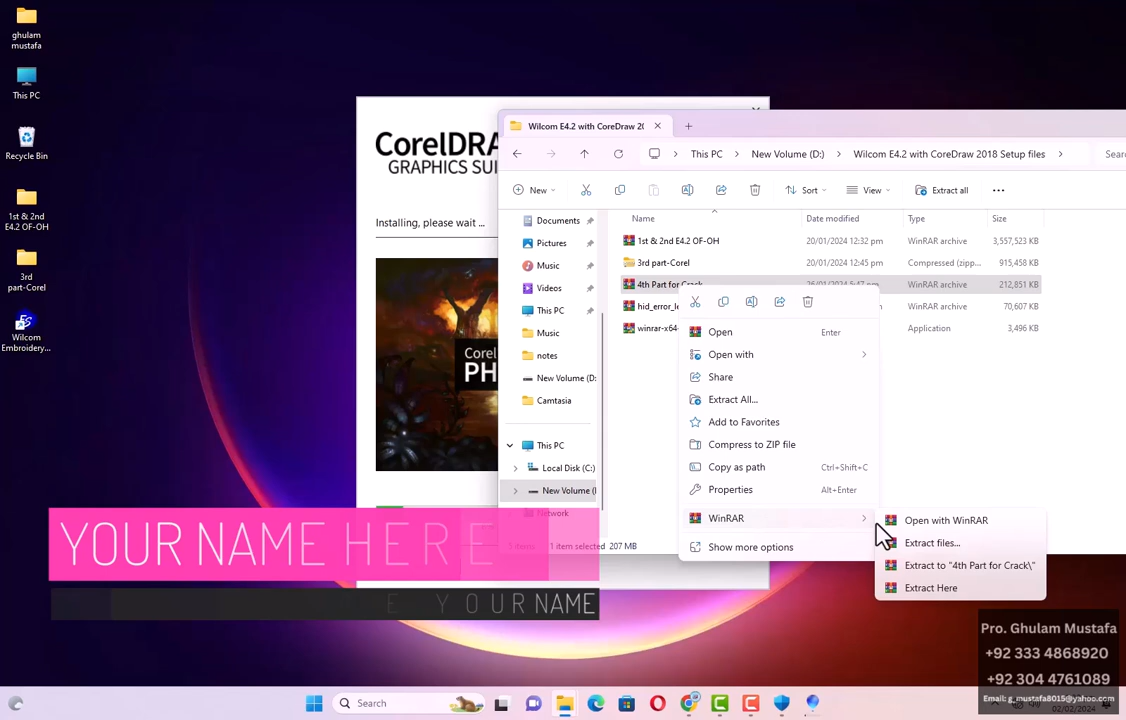 ghulam
mustafa
This PC
Recycle Bin
1st & 2nd
E4.2 OF-OH
3rd
part-Corel
Wilcom
Embroidery...
CorelDRA
GRAPHICS SUI
Installing, please wait ...
Corel
PH
Wilcom E4.2 with CoreDraw 20
This PC
New Volume (D:)
Wilcom E4.2 with CoreDraw 2018 Setup files
Sear
New
Sort
View
Extract all
Documents
Pictures
Music
Videos
This PC
Music
notes
New Volume (D:
Camtasia
This PC
Local Disk (C:)
New Volume (
Network
Name
Date modified
Type
Size
1st & 2nd E4.2 OF-OH
20/01/2024 12:32 pm
WinRAR archive
3,557,523 KB
3rd part-Corel
20/01/2024 12:45 pm
Compressed (zipp...
915,458 KB
4th Part for Crack
26/01/2024 5:47 pm
WinRAR archive
212,851 KB
hid_error_le
WinRAR archive
70,607 KB
winrar-x64-
Application
3,496 KB
1 item selected
207 MB
Open
Enter
Open with
Share
Extract All...
Add to Favorites
Compress to ZIP file
Copy as path
Ctrl+Shift+C
Properties
Alt+Enter
WinRAR
Show more options
Open with WinRAR
Extract files...
Extract to "4th Part for Crack\"
Extract Here
YOUR NAME HERE
E YOUR NAME
Pro. Ghulam Mustafa
+92 333 4868920
+92 304 4761089
Email: g.mustafa8015@yahoo.com
02/02/2024
Search